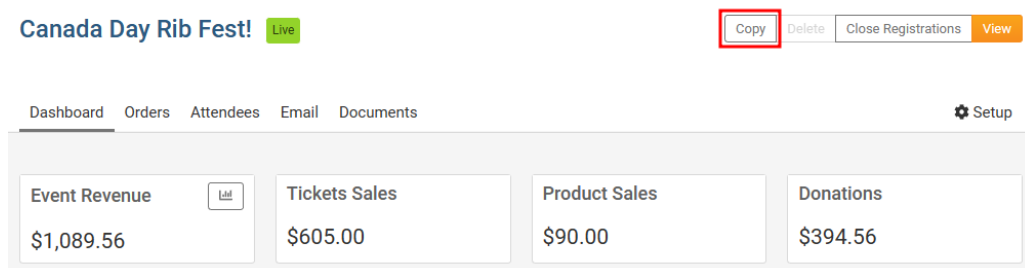 Canada Day Rib Fest! Live
Copy Delete Close Registrations View
Dashboard Orders Attendees Email Documents Setup
Event Revenue Tickets Sales Product Sales Donations
$1,089.56 $605.00 $90.00 $394.56